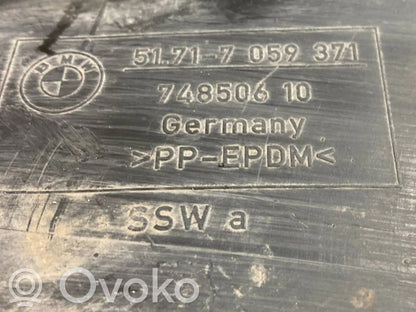 BMW
51.71-7 059 371
748506 10
Germany
>PP-EPDM<
SSW a
Ovoko